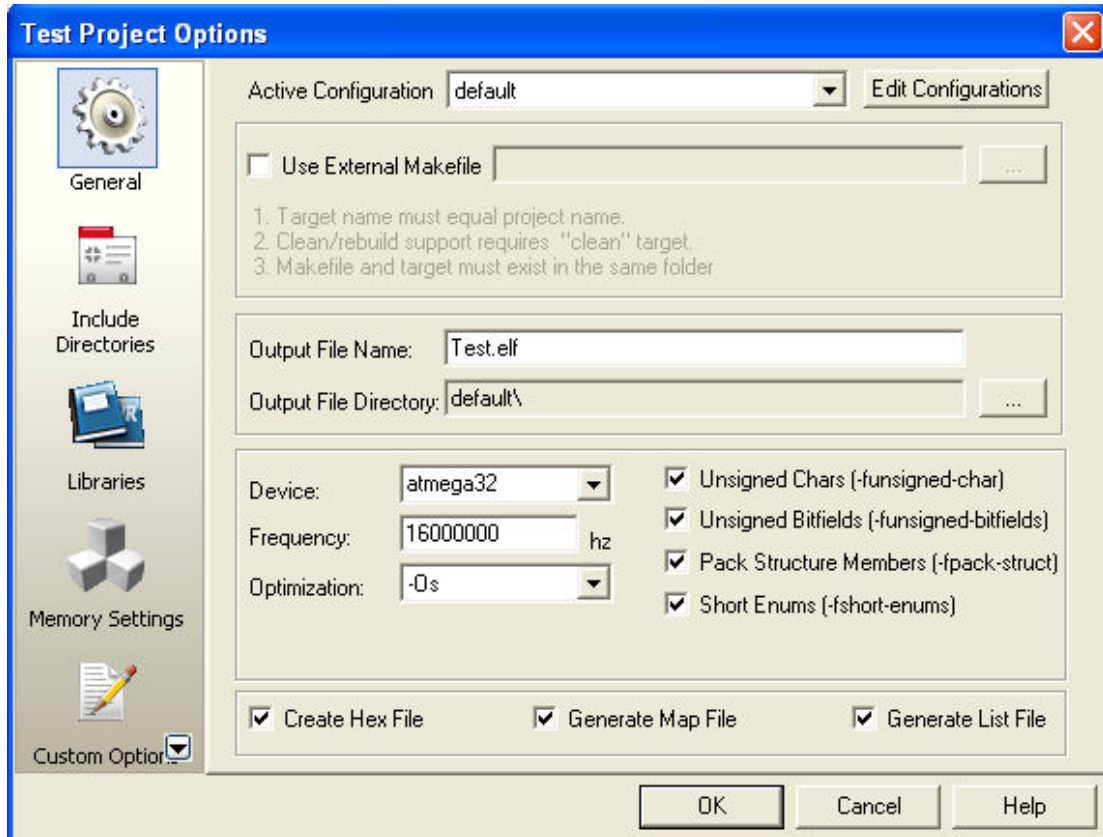 Test Project Options
General
Include
Directories
Libraries
Memory Settings
Custom Option
Active Configuration default Edit Configurations
Use External Makefile ...
1. Target name must equal project name.
2. Clean/rebuild support requires "clean" target.
3. Makefile and target must exist in the same folder
Output File Name: Test.elf
Output File Directory: default\ ...
Device: atmega32
Frequency: 16000000 hz
Optimization: -Os
Unsigned Chars (-funsigned-char)
Unsigned Bitfields (-funsigned-bitfields)
Pack Structure Members (-fpack-struct)
Short Enums (-fshort-enums)
Create Hex File Generate Map File Generate List File
OK Cancel Help